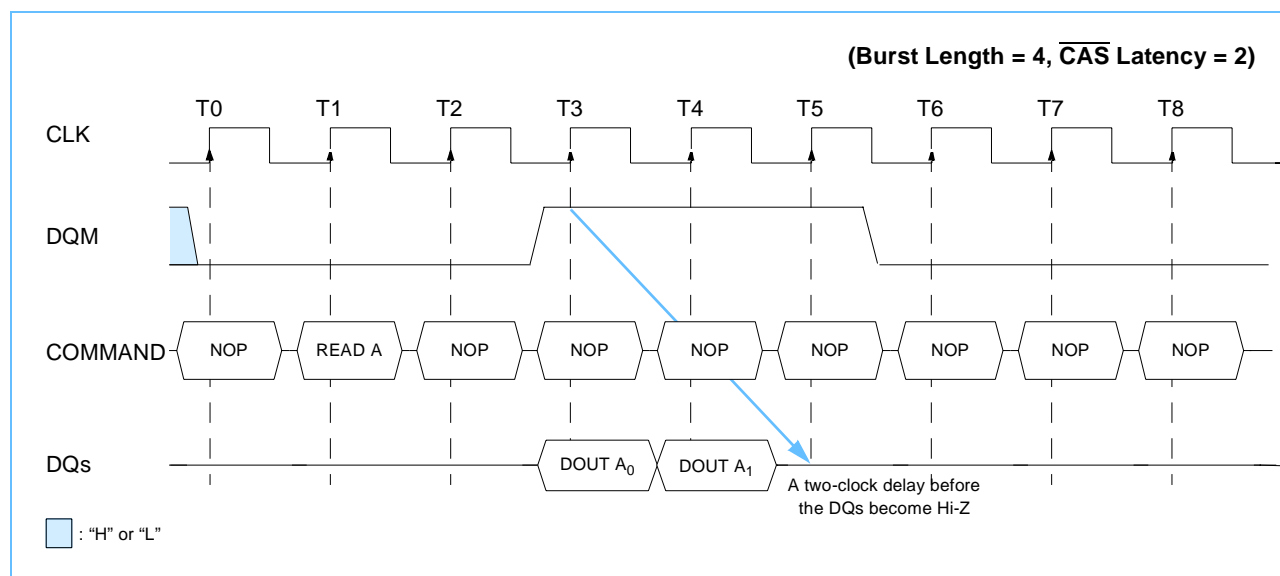 (Burst Length = 4, CAS Latency = 2)
T0 T1 T2 T3 T4 T5 T6 T7 T8
CLK
DQM
COMMAND NOP READ A NOP NOP NOP NOP NOP NOP NOP
DQs DOUT A0 DOUT A1
A two-clock delay before
the DQs become Hi-Z
: “H” or “L”